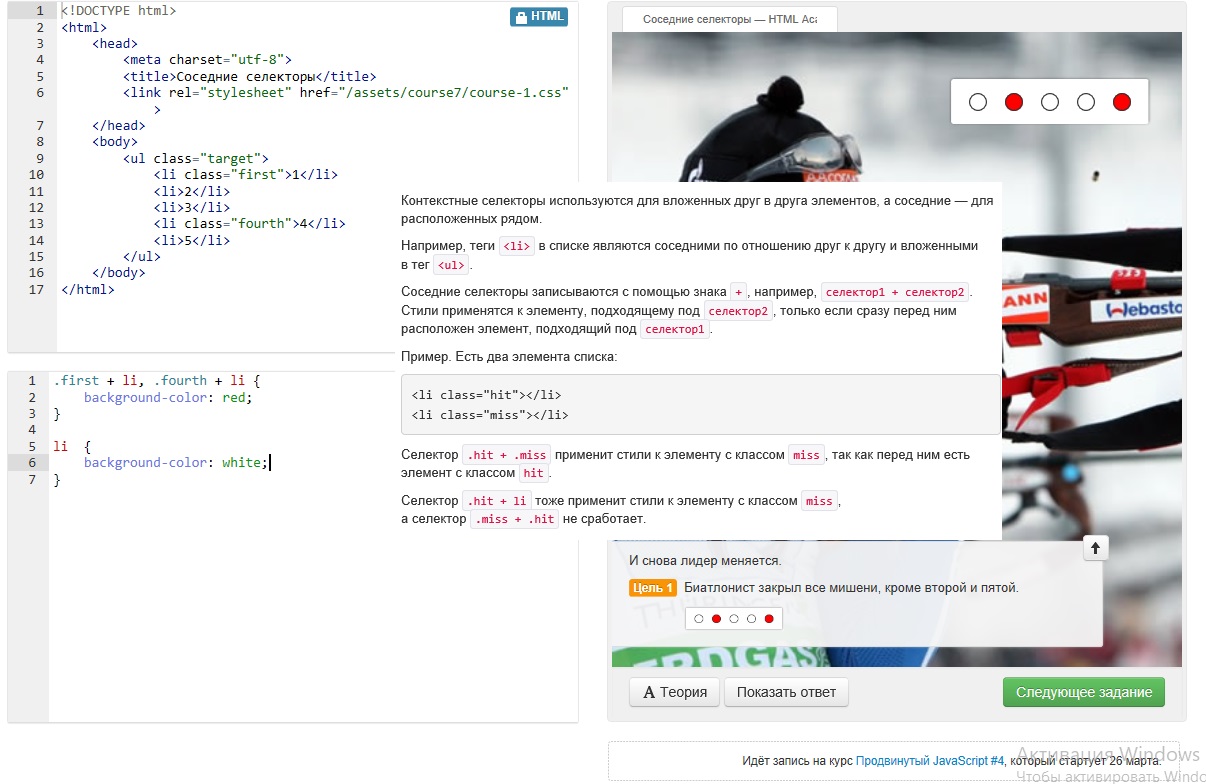 1 <!DOCTYPE html>
HTML
2 <html>
3 <head>
4 <meta charset="utf-8">
5 <title>Соседние селекторы</title>
6 <link rel="stylesheet" href="/assets/course7/course-1.css"
>
7 </head>
8 <body>
9 <ul class="target">
10 <li class="first">1</li>
11 <li>2</li>
12 <li>3</li>
13 <li class="fourth">4</li>
14 <li>5</li>
15 </ul>
16 </body>
17 </html>
1 .first + li, .fourth + li {
2 background-color: red;
3 }
4
5 li {
6 background-color: white;
7 }
Контекстные селекторы используются для вложенных друг в друга элементов, а соседние — для
расположенных рядом.
Например, теги <li> в списке являются соседними по отношению друг к другу и вложенными
в тег <ul>.
Соседние селекторы записываются с помощью знака +, например, селектор1 + селектор2.
Стили применятся к элементу, подходящему под селектор2, только если сразу перед ним
расположен элемент, подходящий под селектор1.
Пример. Есть два элемента списка:
<li class="hit"></li>
<li class="miss"></li>
Селектор .hit + .miss применит стили к элементу с классом miss, так как перед ним есть
элемент с классом hit.
Селектор .hit + li тоже применит стили к элементу с классом miss,
а селектор .miss + .hit не сработает.
Соседние селекторы — HTML Aca
ANN
Webasto
И снова лидер меняется.
Цель 1 Биатлонист закрыл все мишени, кроме второй и пятой.
ERDGAS
A Теория
Показать ответ
Следующее задание
Идёт запись на курс Продвинутый JavaScript #4, который стартует 26 марта.
Активация Windows
Чтобы активировать Windo